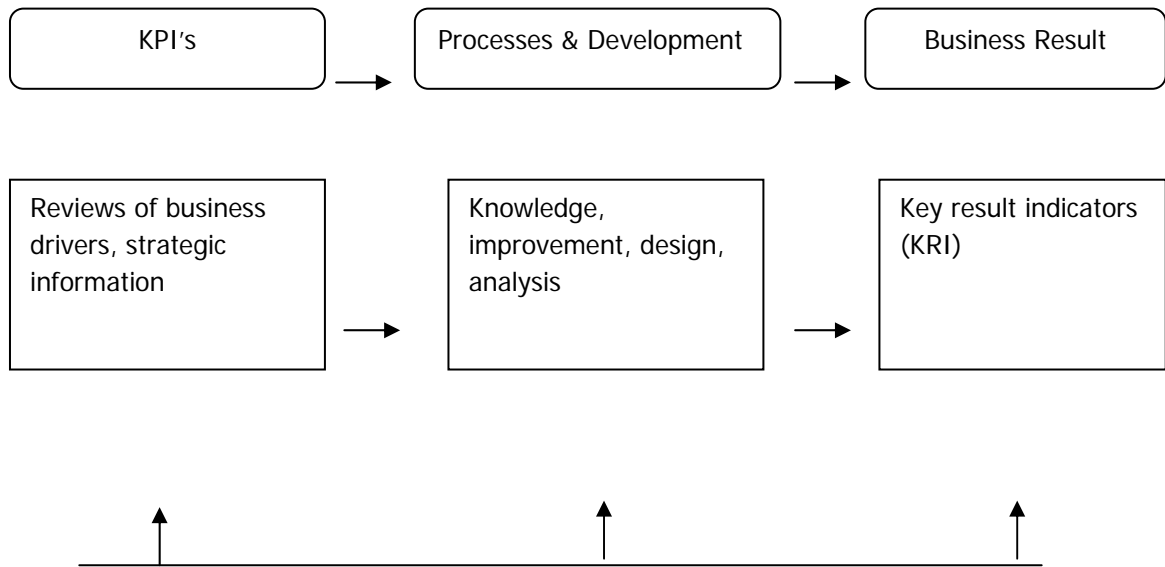 KPI's
Processes & Development
Business Result
Reviews of business
drivers, strategic
information
Knowledge,
improvement, design,
analysis
Key result indicators
(KRI)